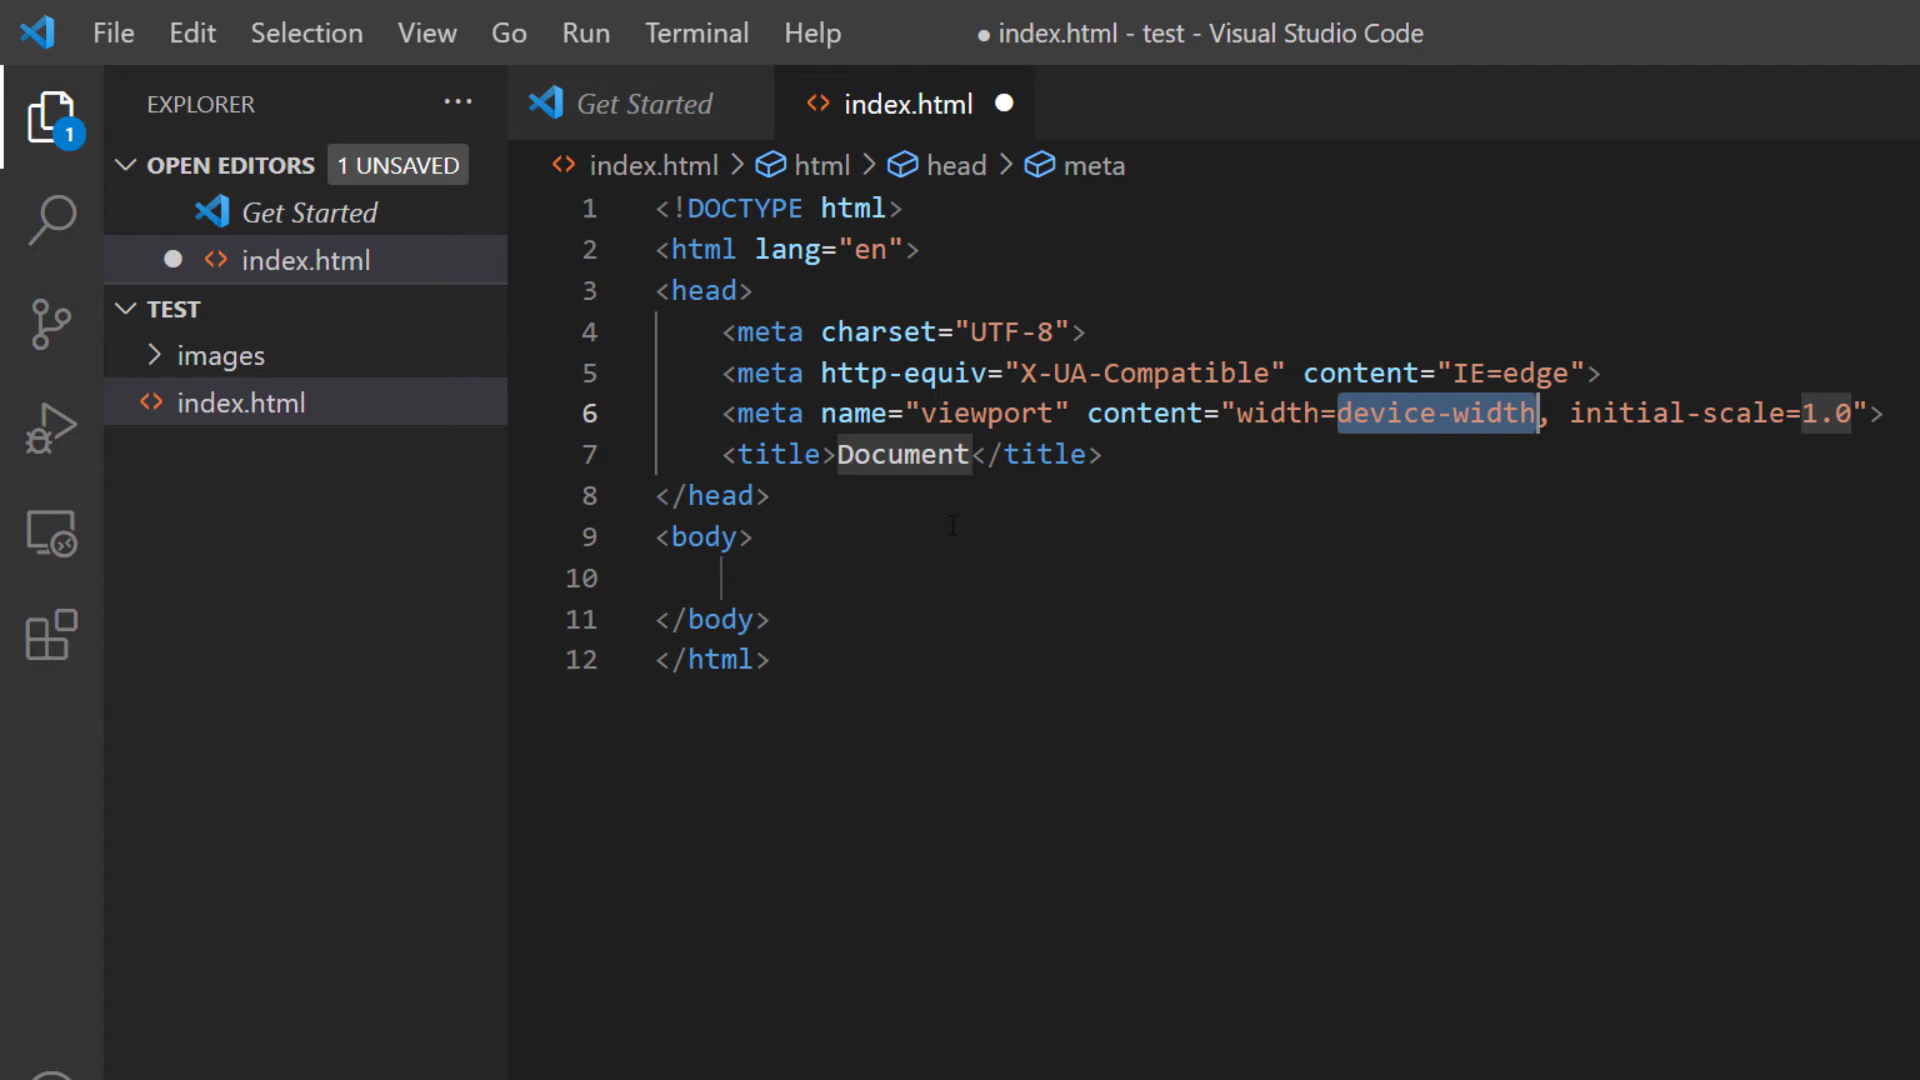 File Edit Selection View Go Run Terminal Help ● index.html - test - Visual Studio Code
EXPLORER ···
Get Started
index.html ●
1
OPEN EDITORS 1 UNSAVED
Get Started
● index.html
TEST
images
index.html
index.html > html > head > meta
1 <!DOCTYPE html>
2 <html lang="en">
3 <head>
4     <meta charset="UTF-8">
5     <meta http-equiv="X-UA-Compatible" content="IE=edge">
6     <meta name="viewport" content="width=device-width, initial-scale=1.0">
7     <title>Document</title>
8 </head>
9 <body>
10
11 </body>
12 </html>